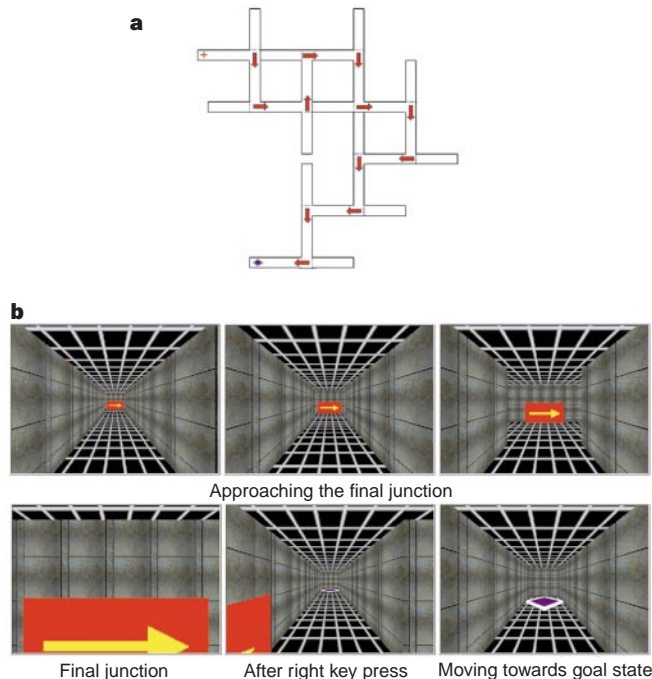 a
b
Approaching the final junction
Final junction
After right key press
Moving towards goal state